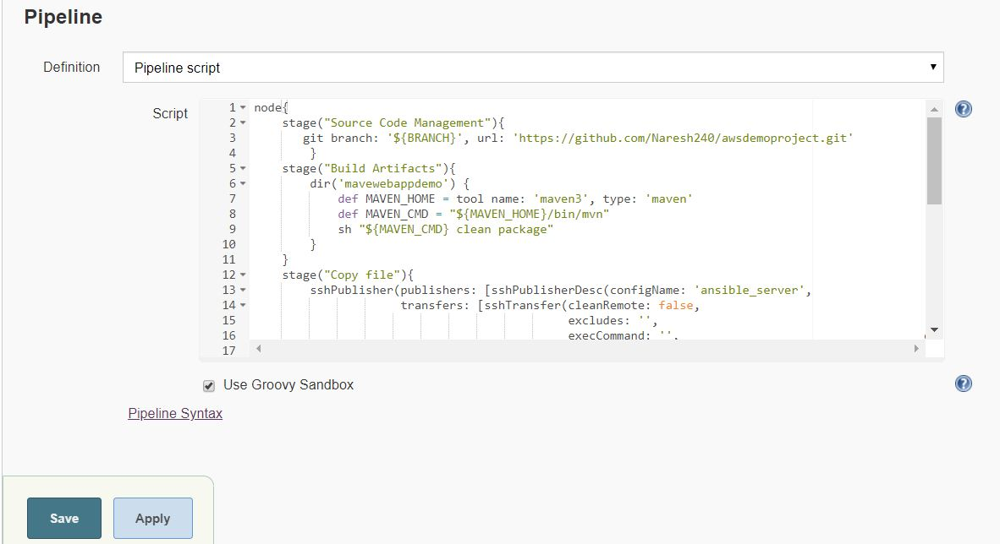 Pipeline
Definition
Pipeline script
Script
1 node{
2 stage("Source Code Management"){
3 git branch: '${BRANCH}', url: 'https://github.com/Naresh240/awsdemoproject.git'
4 }
5 stage("Build Artifacts"){
6 dir('mavewebappdemo') {
7 def MAVEN_HOME = tool name: 'maven3', type: 'maven'
8 def MAVEN_CMD = "${MAVEN_HOME}/bin/mvn"
9 sh "${MAVEN_CMD} clean package"
10 }
11 }
12 stage("Copy file"){
13 sshPublisher(publishers: [sshPublisherDesc(configName: 'ansible_server',
14 transfers: [sshTransfer(cleanRemote: false,
15 excludes: '',
16 execCommand: '',
17
Use Groovy Sandbox
Pipeline Syntax
Save
Apply